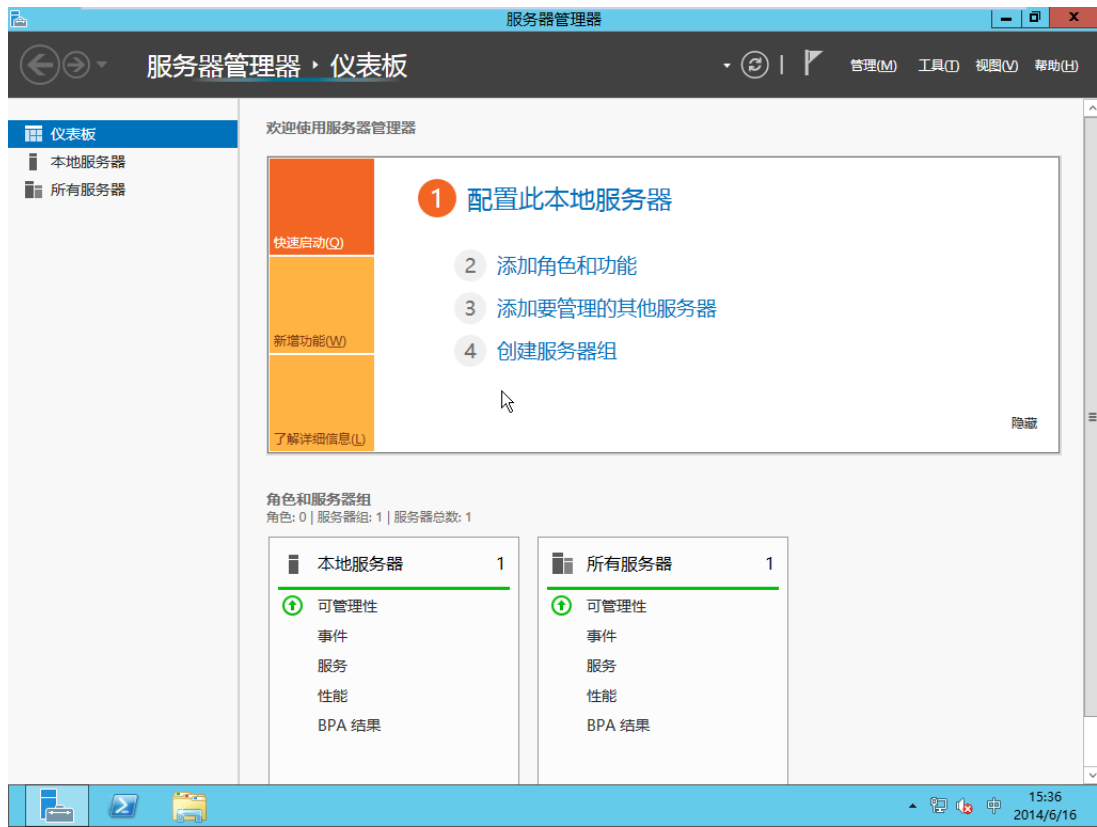 服务器管理器
服务器管理器 · 仪表板
管理(M) 工具(T) 视图(V) 帮助(H)
仪表板
本地服务器
所有服务器
欢迎使用服务器管理器
快速启动(Q)
新增功能(W)
了解详细信息(L)
1 配置此本地服务器
2 添加角色和功能
3 添加要管理的其他服务器
4 创建服务器组
隐藏
角色和服务器组
角色: 0 | 服务器组: 1 | 服务器总数: 1
本地服务器 1
可管理性
事件
服务
性能
BPA 结果
所有服务器 1
可管理性
事件
服务
性能
BPA 结果
中
15:36
2014/6/16